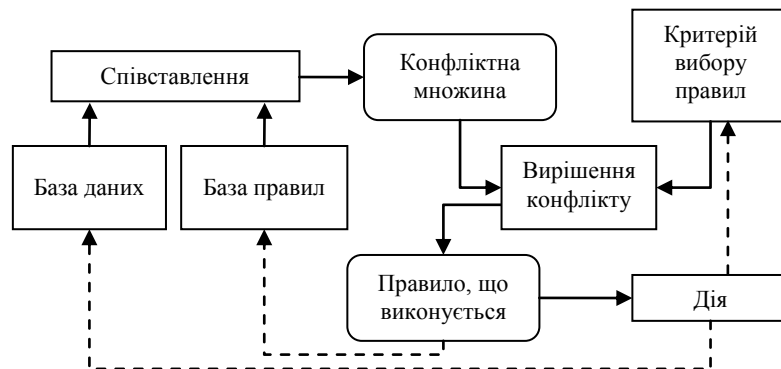 Співставлення
Конфліктна
множина
Критерій
вибору
правил
База даних
База правил
Вирішення
конфлікту
Правило, що
виконується
Дія